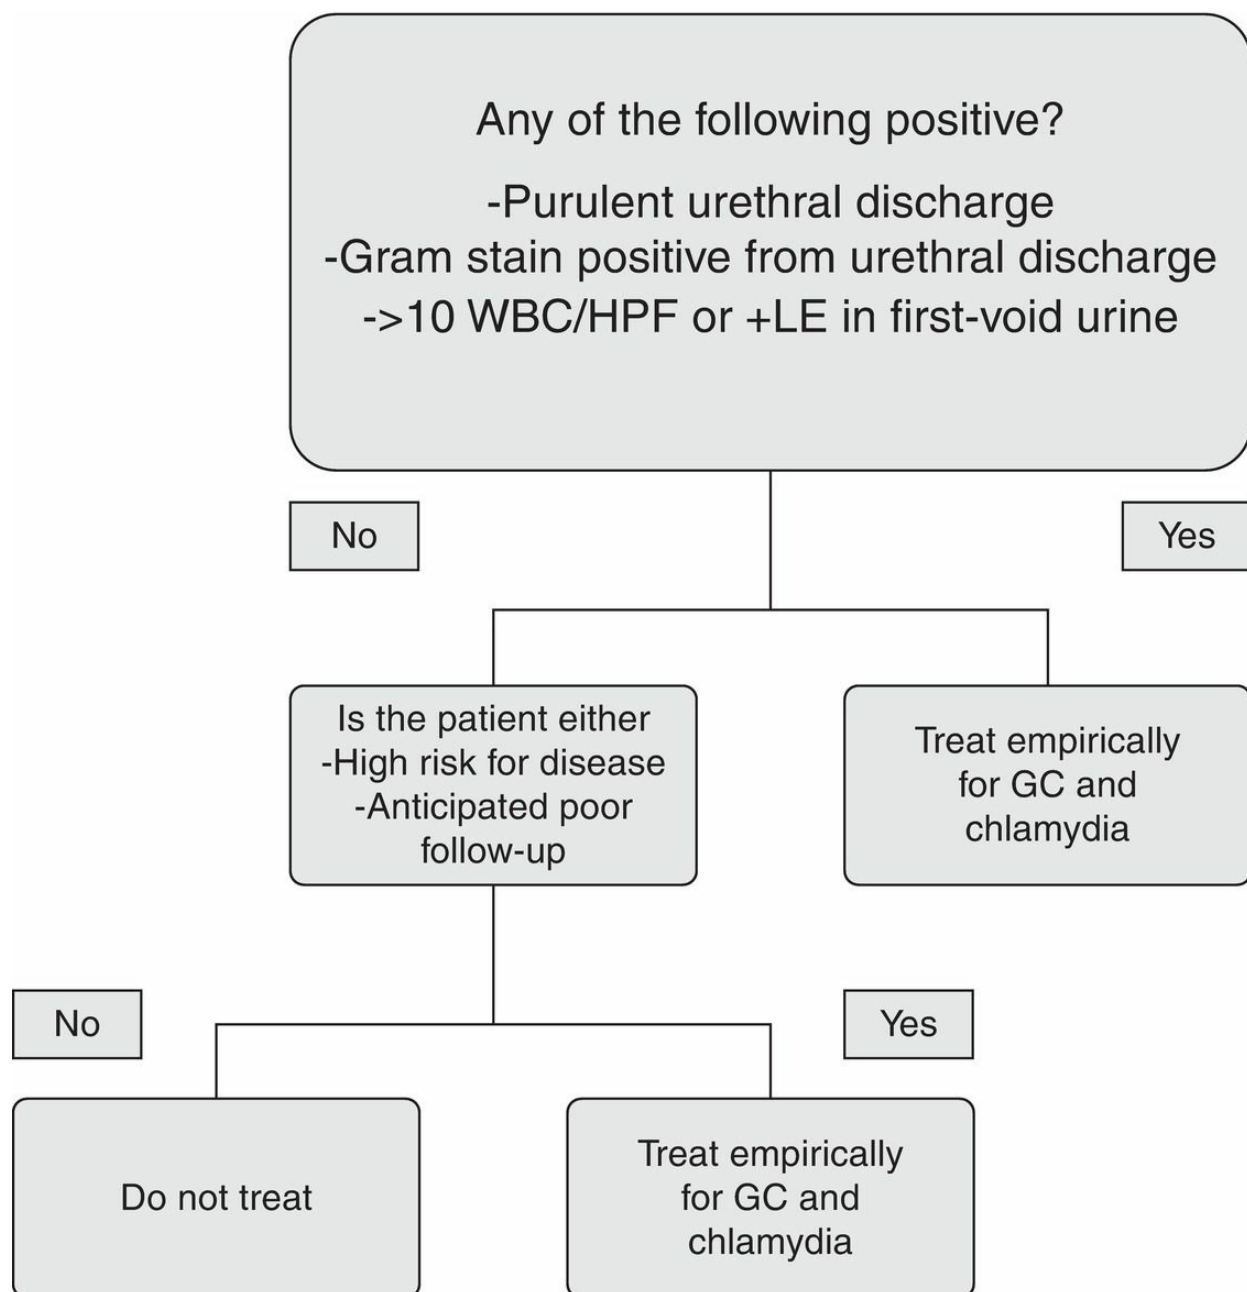 Any of the following positive?
-Purulent urethral discharge
-Gram stain positive from urethral discharge
->10 WBC/HPF or +LE in first-void urine
No
Yes
Is the patient either
-High risk for disease
-Anticipated poor
follow-up
Treat empirically
for GC and
chlamydia
No
Yes
Do not treat
Treat empirically
for GC and
chlamydia